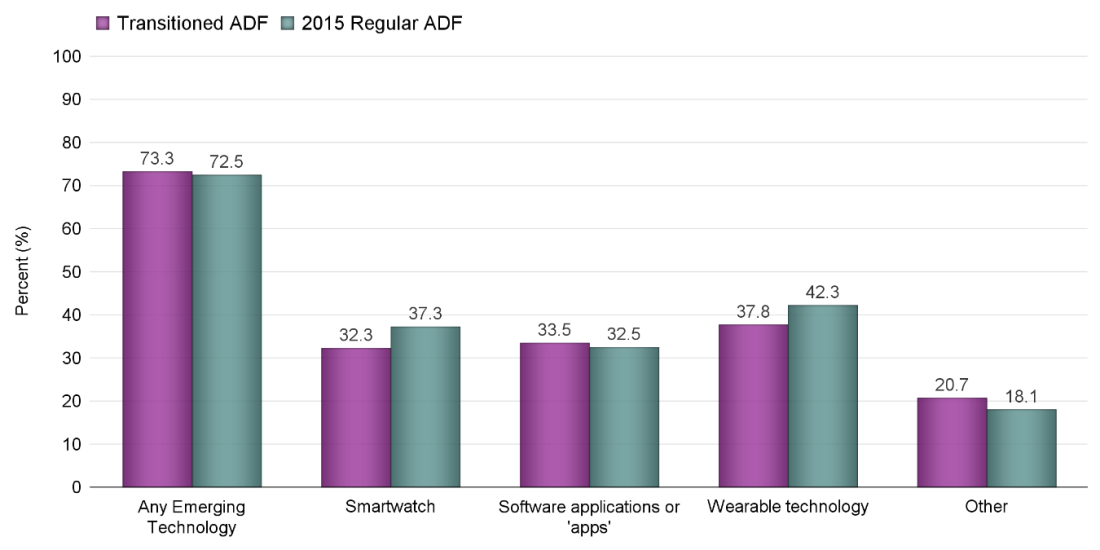 Transitioned ADF 2015 Regular ADF
100
90
80
70
60
50
40
30
20
10
0
Percent (%)
73.3 72.5
32.3 37.3
33.5 32.5
37.8 42.3
20.7 18.1
Any Emerging
Technology
Smartwatch
Software applications or
'apps'
Wearable technology
Other